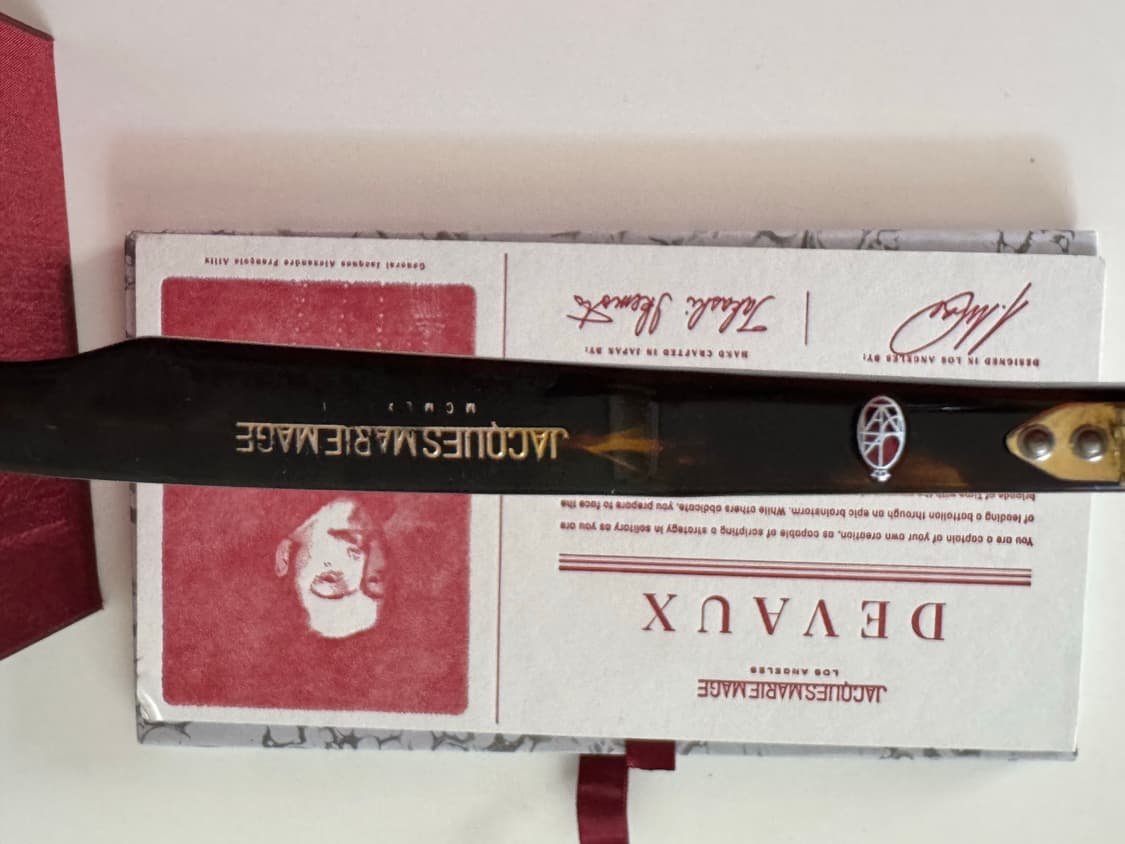 JACQUESMARIEMAGE
LOS ANGELES
DEVAUX
You are a captain of your own creation, as capable of scripting a strategy in solitary as you are
of leading a battalion through an epic brainstorm. While others abdicate, you prepare to face the
JACQUESMARIEMAGE
DESIGNED IN LOS ANGELES BY:
HAND CRAFTED IN JAPAN BY:
General Jacques Alexandre François Allix